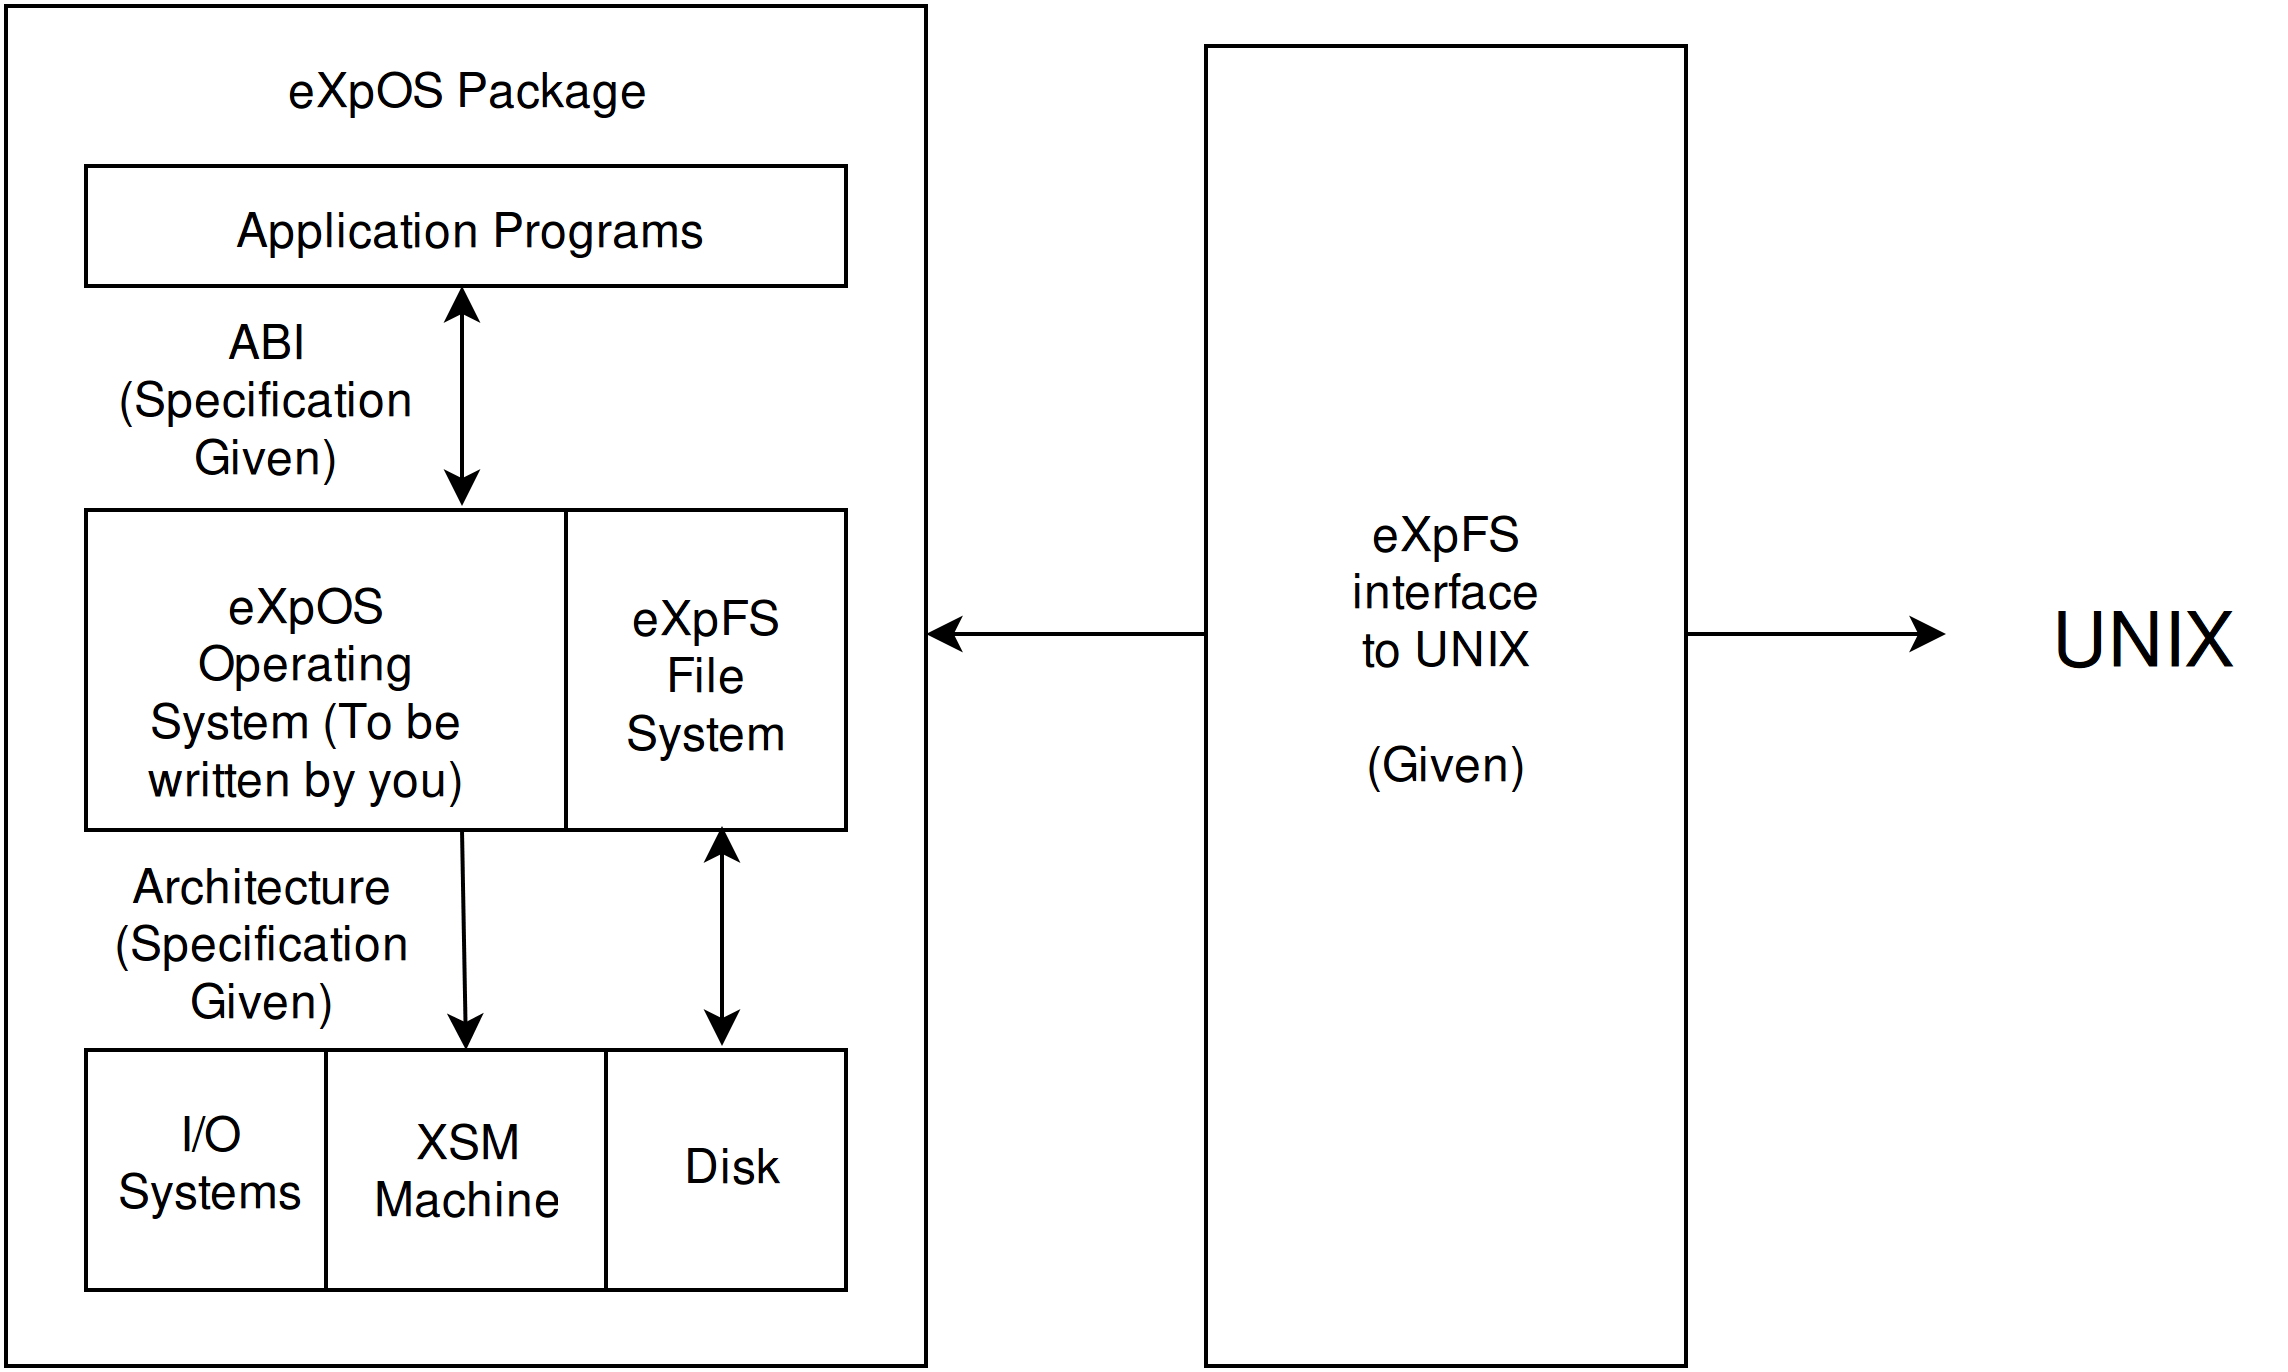 eXpOS Package
Application Programs
ABI
(Specification
Given)
eXpOS
Operating
System (To be
written by you)
eXpFS
File
System
Architecture
(Specification
Given)
I/O
Systems
XSM
Machine
Disk
eXpFS
interface
to UNIX
(Given)
UNIX